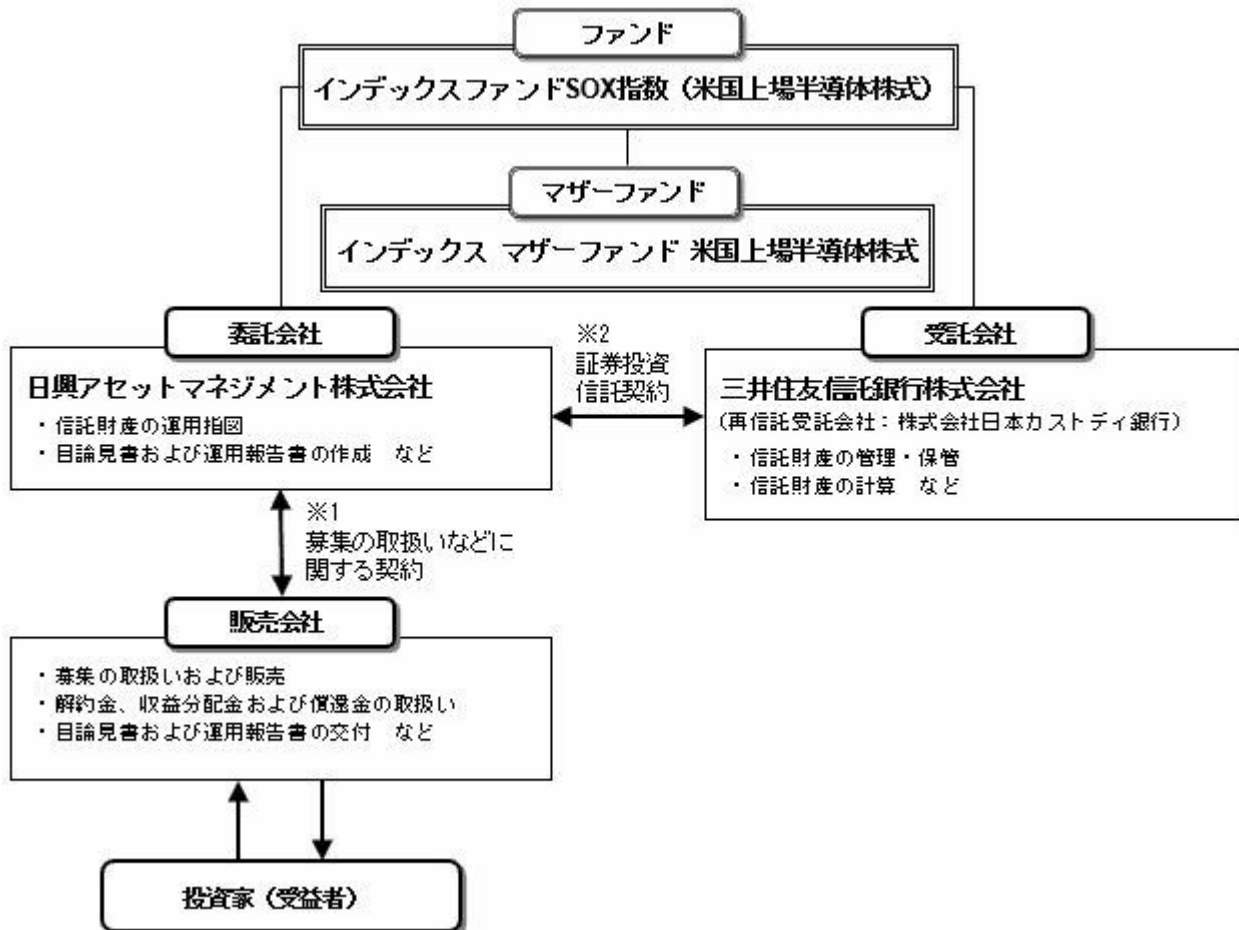 ファンド
インデックスファンドSOX指数（米国上場半導体株式）
マザーファンド
インデックス マザーファンド 米国上場半導体株式
委託会社
日興アセットマネジメント株式会社
・信託財産の運用指図
・目論見書および運用報告書の作成　など
※2
証券投資
信託契約
受託会社
三井住友信託銀行株式会社
（再信託受託会社：株式会社日本カストディ銀行）
・信託財産の管理・保管
・信託財産の計算　など
※1
募集の取扱いなどに
関する契約
販売会社
・募集の取扱いおよび販売
・解約金、収益分配金および償還金の取扱い
・目論見書および運用報告書の交付　など
投資家（受益者）